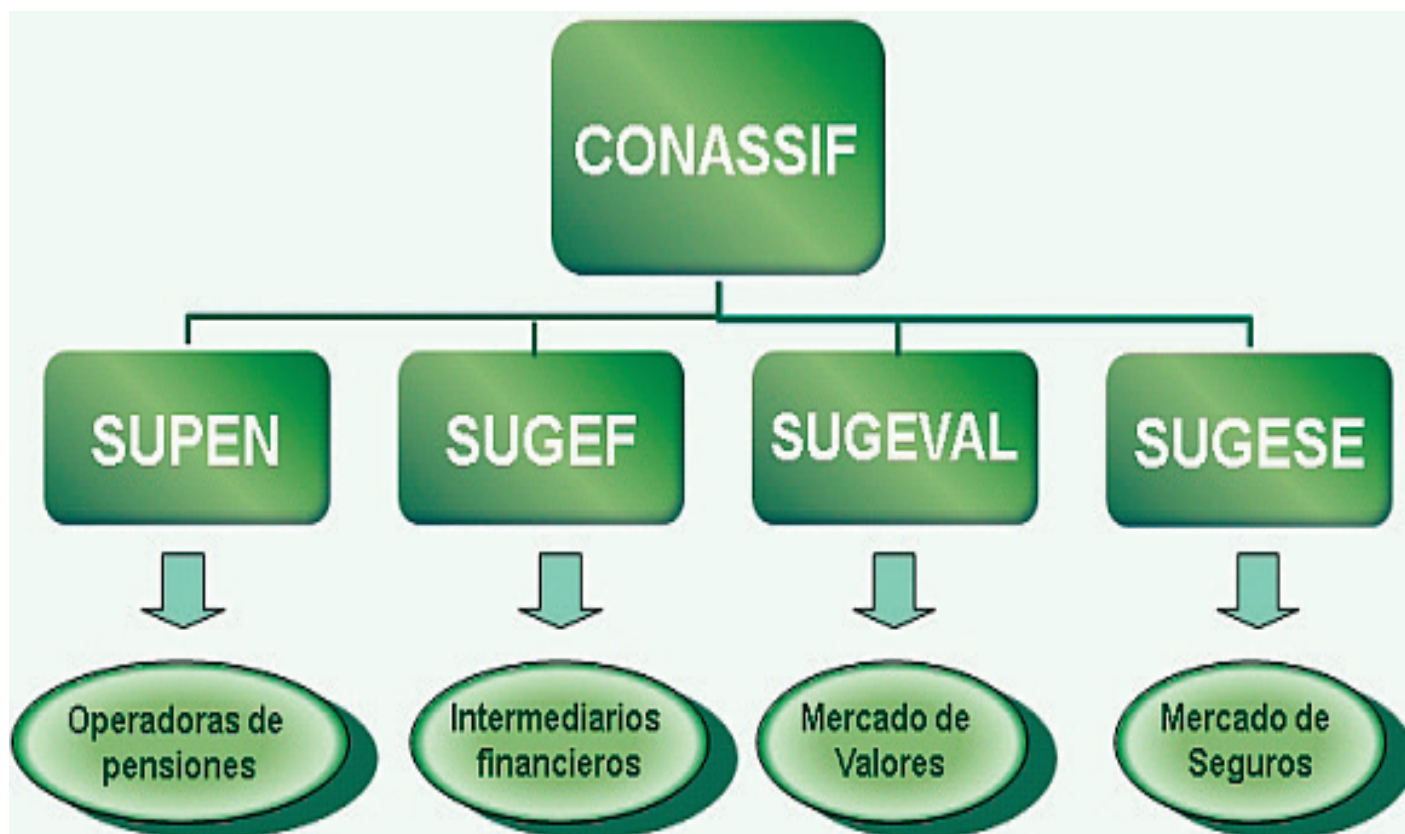 CONASSIF
SUPEN
SUGEF
SUGEVAL
SUGESE
Operadoras de
pensiones
Intermediarios
financieros
Mercado de
Valores
Mercado de
Seguros